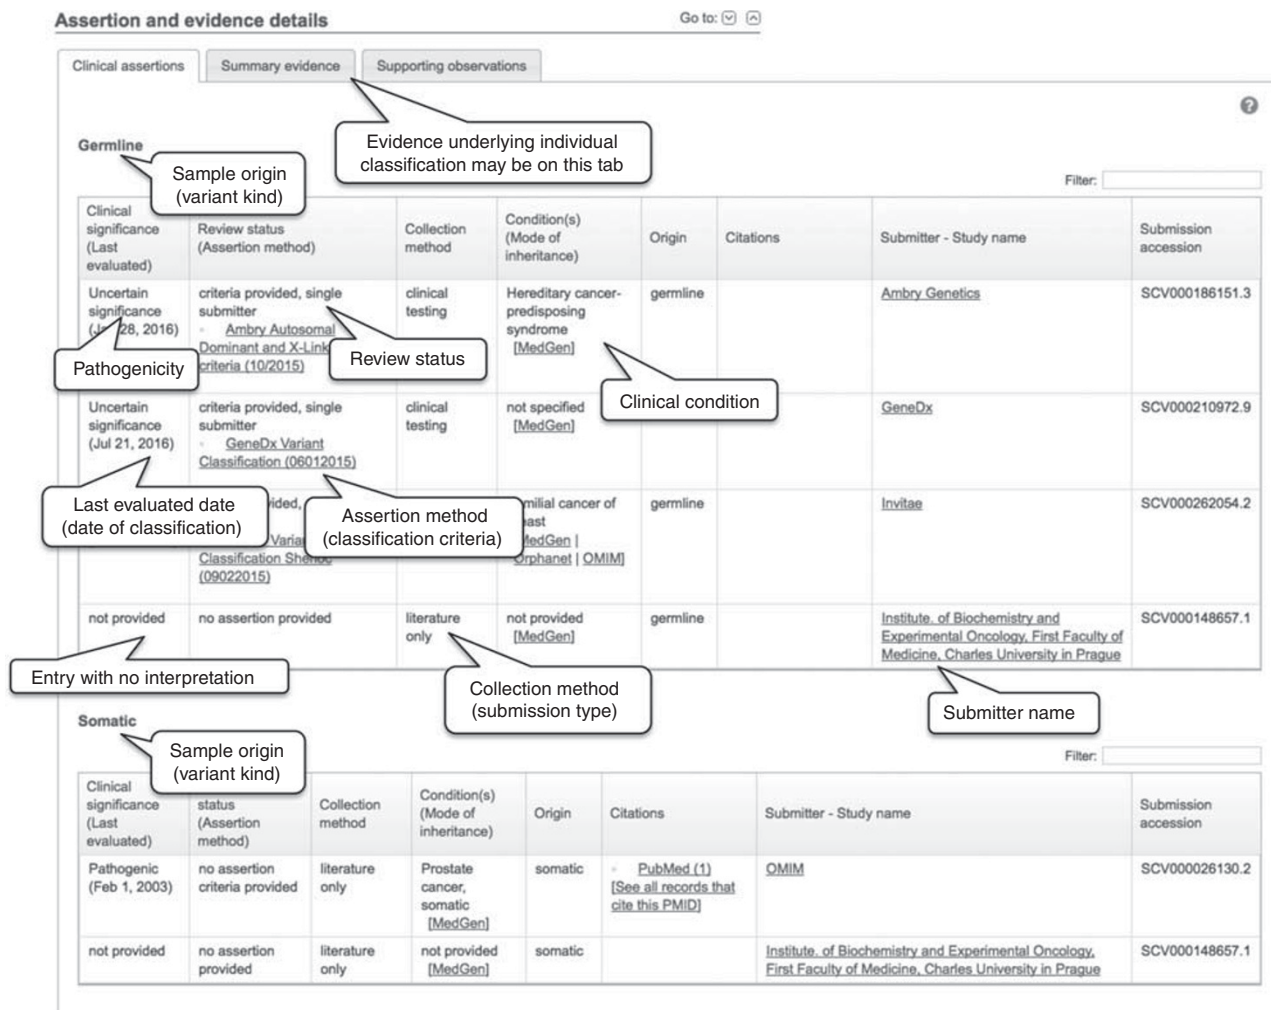 Assertion and evidence details
Go to:
Clinical assertions
Summary evidence
Supporting observations
?
Evidence underlying individual
classification may be on this tab
Germline
Sample origin
(variant kind)
Filter:
Clinical
significance
(Last
evaluated)
Review status
(Assertion method)
Collection
method
Condition(s)
(Mode of
inheritance)
Origin
Citations
Submitter - Study name
Submission
accession
Uncertain
significance
28, 2016)
criteria provided, single
submitter
Ambry Autosomal
Dominant and X-Link
criteria (10/2015)
clinical
testing
Hereditary cancer-
predisposing
syndrome
[MedGen]
germline
Ambry Genetics
SCV000186151.3
Pathogenicity
Review status
Clinical condition
Uncertain
significance
(Jul 21, 2016)
criteria provided, single
submitter
GeneDx Variant
Classification (06012015)
clinical
testing
not specified
[MedGen]
GeneDx
SCV000210972.9
Last evaluated date
(date of classification)
Assertion method
(classification criteria)
Classification
(09022015)
cancer of
MedGen |
Orphanet | OMIM]
germline
Invitae
SCV000262054.2
not provided
no assertion provided
literature
only
not provided
[MedGen]
germline
Institute. of Biochemistry and
Experimental Oncology, First Faculty of
Medicine, Charles University in Prague
SCV000148657.1
Entry with no interpretation
Collection method
(submission type)
Submitter name
Somatic
Sample origin
(variant kind)
Filter:
Clinical
significance
(Last
evaluated)
status
(Assertion
method)
Collection
method
Condition(s)
(Mode of
inheritance)
Origin
Citations
Submitter - Study name
Submission
accession
Pathogenic
(Feb 1, 2003)
no assertion
criteria provided
literature
only
Prostate
cancer,
somatic
[MedGen]
somatic
PubMed (1)
[See all records that
cite this PMID]
OMIM
SCV000026130.2
not provided
no assertion
provided
literature
only
not provided
[MedGen]
somatic
Institute. of Biochemistry and Experimental Oncology,
First Faculty of Medicine, Charles University in Prague
SCV000148657.1